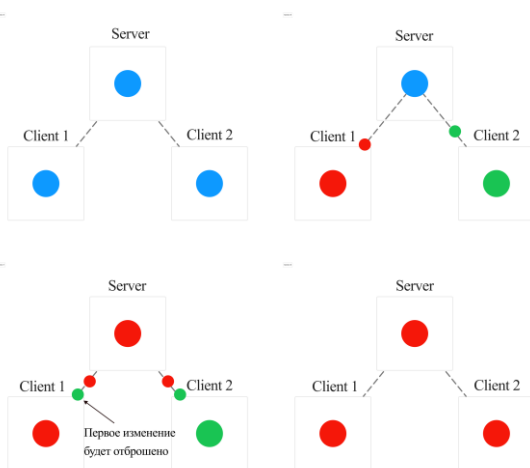 Server
Client 1
Client 2
Server
Client 1
Client 2
Server
Client 1
Client 2
Первое изменение
будет отброшено
Server
Client 1
Client 2